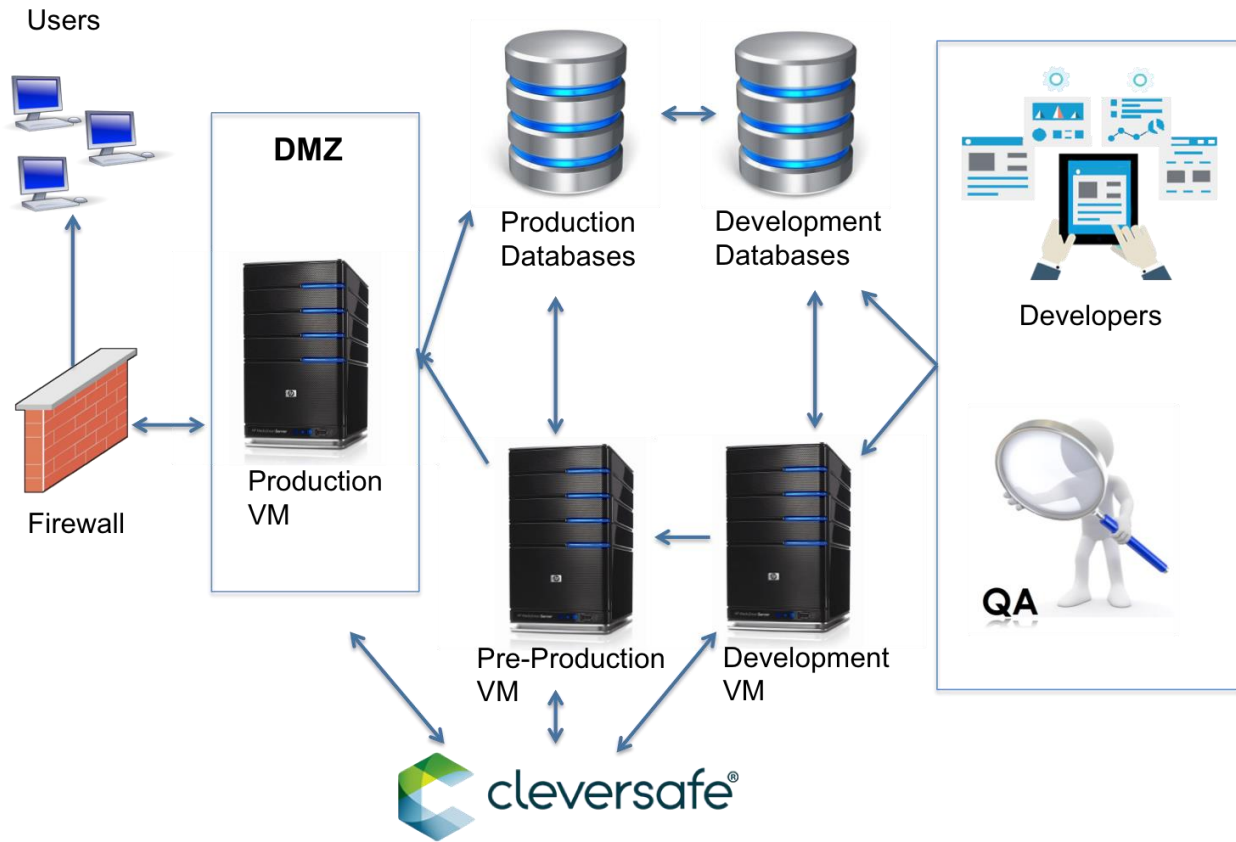 Users
DMZ
Production
Databases
Development
Databases
Developers
Production
VM
Firewall
QA
Pre-Production
VM
Development
VM
cleversafe®